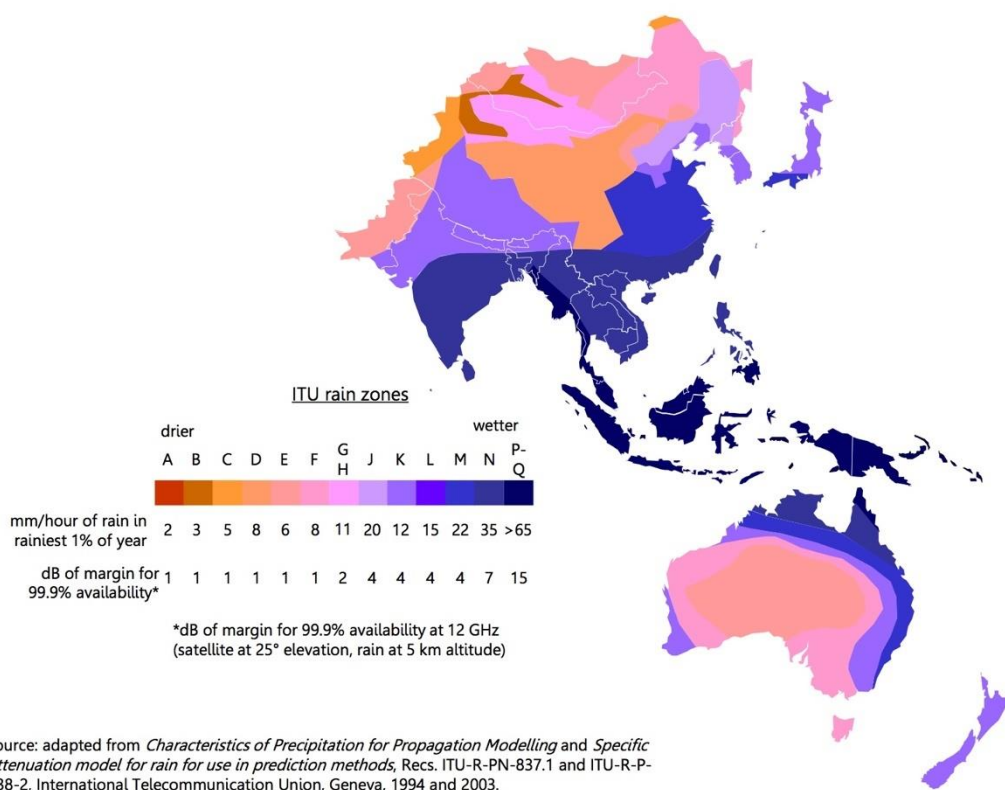 ITU rain zones
drier wetter
A B C D E F G H J K L M N P-Q
mm/hour of rain in
rainiest 1% of year
2 3 5 8 6 8 11 20 12 15 22 35 >65
dB of margin for
99.9% availability*
1 1 1 1 1 2 4 4 4 4 7 15
*dB of margin for 99.9% availability at 12 GHz
(satellite at 25° elevation, rain at 5 km altitude)
ource: adapted from Characteristics of Precipitation for Propagation Modelling and Specific
ttenuation model for rain for use in prediction methods, Recs. ITU-R-PN-837.1 and ITU-R-P-
38-2, International Telecommunication Union, Geneva, 1994 and 2003.